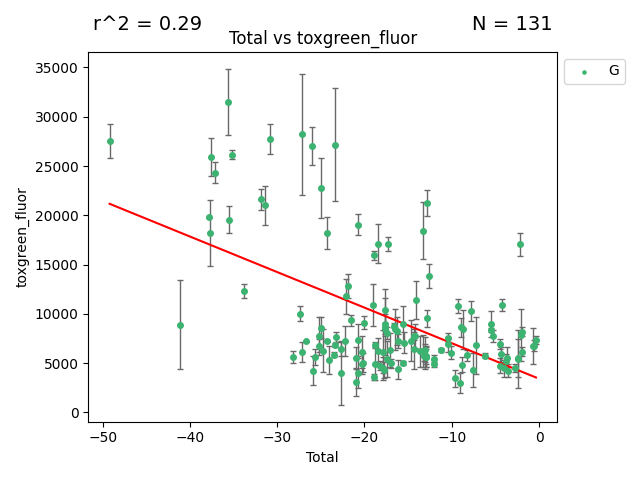 r^2 = 0.29 N = 131
Total vs toxgreen_fluor
G
35000
30000
25000
20000
15000
10000
5000
0
toxgreen_fluor
−50 −40 −30 −20 −10 0
Total